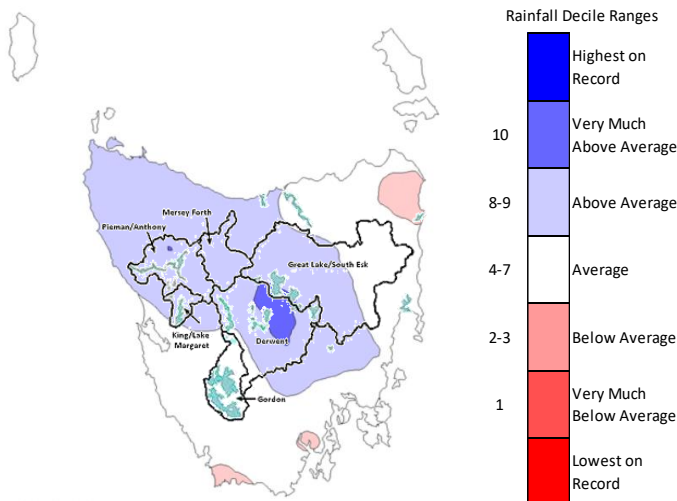 Rainfall Decile Ranges
Highest on
Record
10
Very Much
Above Average
8-9
Above Average
4-7
Average
2-3
Below Average
1
Very Much
Below Average
Lowest on
Record
Mersey Forth
Pieman/Anthony
Great Lake/South Esk
King/Lake
Margaret
Derwent
Gordon